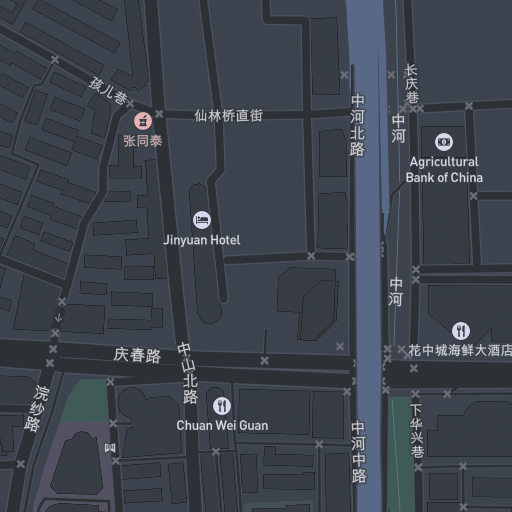 长庆巷
孩儿巷
仙林桥直街
中河北路
中河
张同泰
Agricultural
Bank of China
Jinyuan Hotel
中河
庆春路
中山北路
花中城海鲜大酒店
浣纱路
Chuan Wei Guan
下华兴巷
中河中路